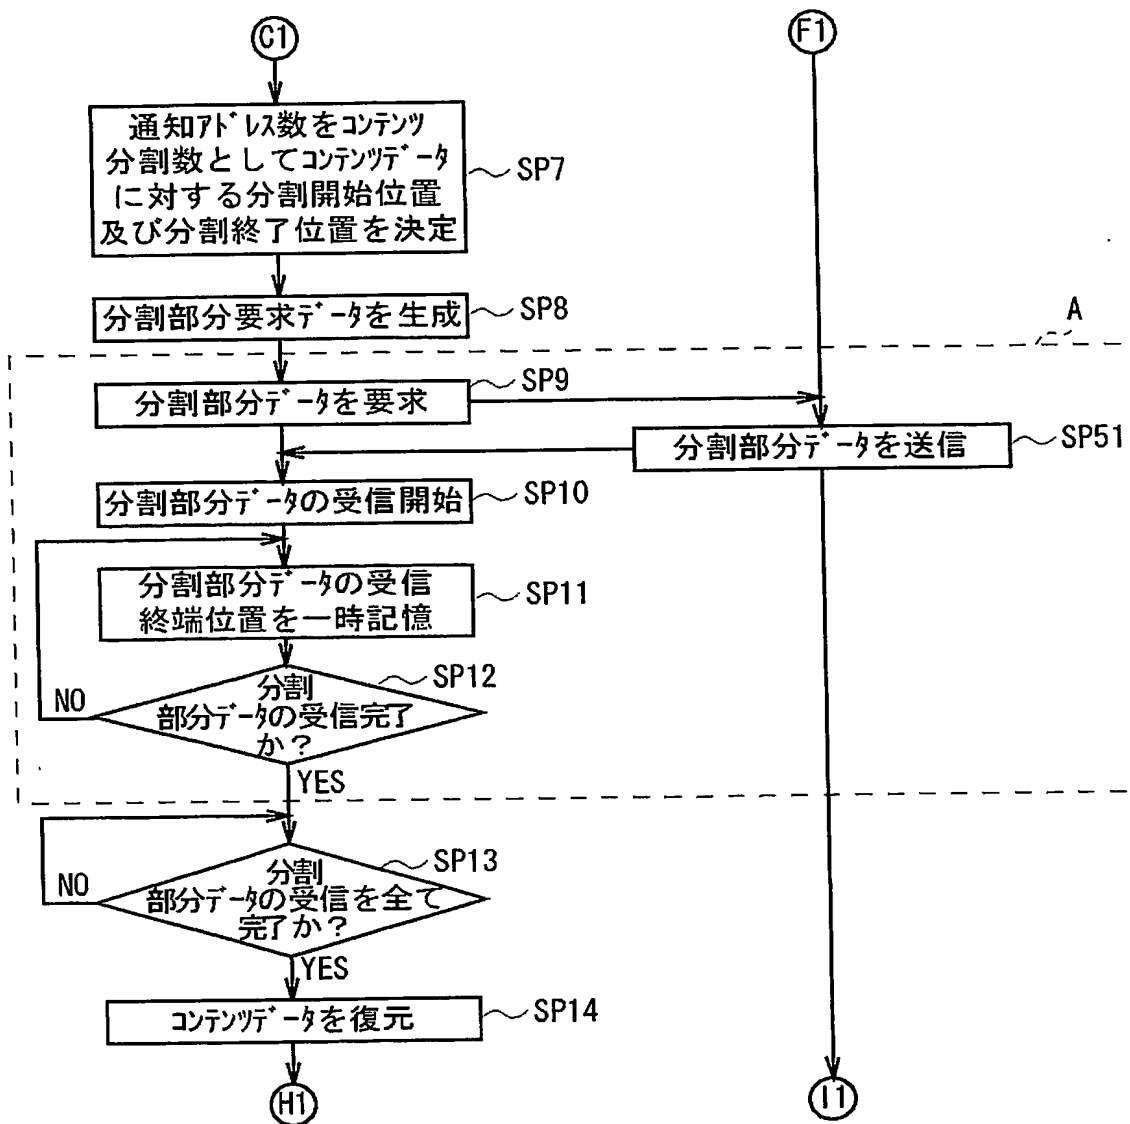 C1
F1
通知アドレス数をコンテンツ
分割数としてコンテンツデータ
に対する分割開始位置
及び分割終了位置を決定
SP7
分割部分要求データを生成
SP8
A
分割部分データを要求
SP9
分割部分データを送信
SP51
分割部分データの受信開始
SP10
分割部分データの受信
終端位置を一時記憶
SP11
分割
部分データの受信完了
か?
SP12
NO
YES
分割
部分データの受信を全て
完了か?
SP13
NO
YES
コンテンツデータを復元
SP14
H1
I1